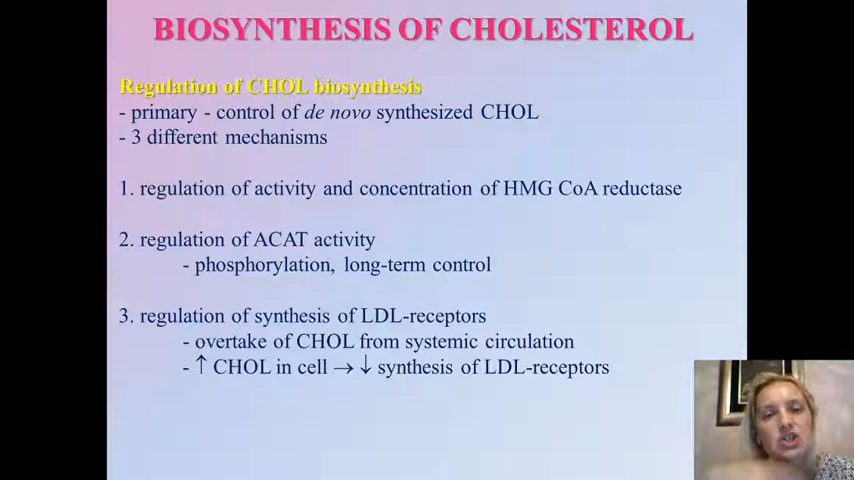 BIOSYNTHESIS OF CHOLESTEROL
Regulation of CHOL biosynthesis
- primary - control of de novo synthesized CHOL
- 3 different mechanisms
1. regulation of activity and concentration of HMG CoA reductase
2. regulation of ACAT activity
- phosphorylation, long-term control
3. regulation of synthesis of LDL-receptors
- overtake of CHOL from systemic circulation
- ↑ CHOL in cell → ↓ synthesis of LDL-receptors